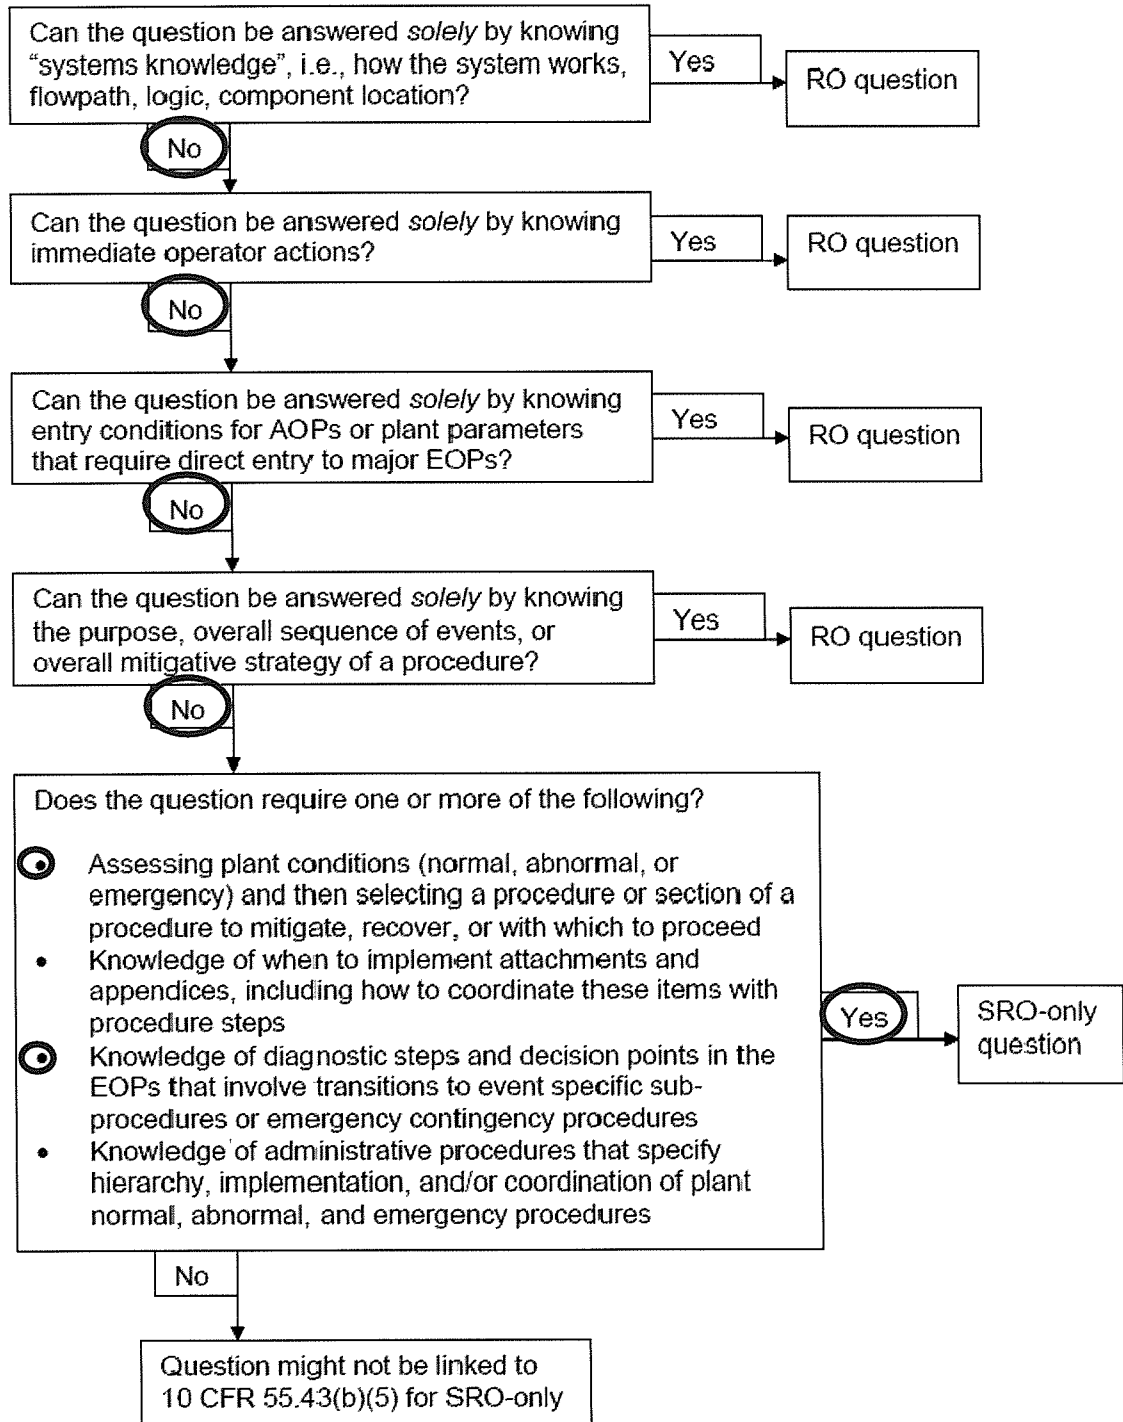 Can the question be answered solely by knowing
"systems knowledge", i.e., how the system works,
flowpath, logic, component location?
Yes
RO question
No
Can the question be answered solely by knowing
immediate operator actions?
Yes
RO question
No
Can the question be answered solely by knowing
entry conditions for AOPs or plant parameters
that require direct entry to major EOPs?
Yes
RO question
No
Can the question be answered solely by knowing
the purpose, overall sequence of events, or
overall mitigative strategy of a procedure?
Yes
RO question
No
Does the question require one or more of the following?
• Assessing plant conditions (normal, abnormal, or
emergency) and then selecting a procedure or section of a
procedure to mitigate, recover, or with which to proceed
• Knowledge of when to implement attachments and
appendices, including how to coordinate these items with
procedure steps
• Knowledge of diagnostic steps and decision points in the
EOPs that involve transitions to event specific sub-
procedures or emergency contingency procedures
• Knowledge of administrative procedures that specify
hierarchy, implementation, and/or coordination of plant
normal, abnormal, and emergency procedures
Yes
SRO-only
question
No
Question might not be linked to
10 CFR 55.43(b)(5) for SRO-only